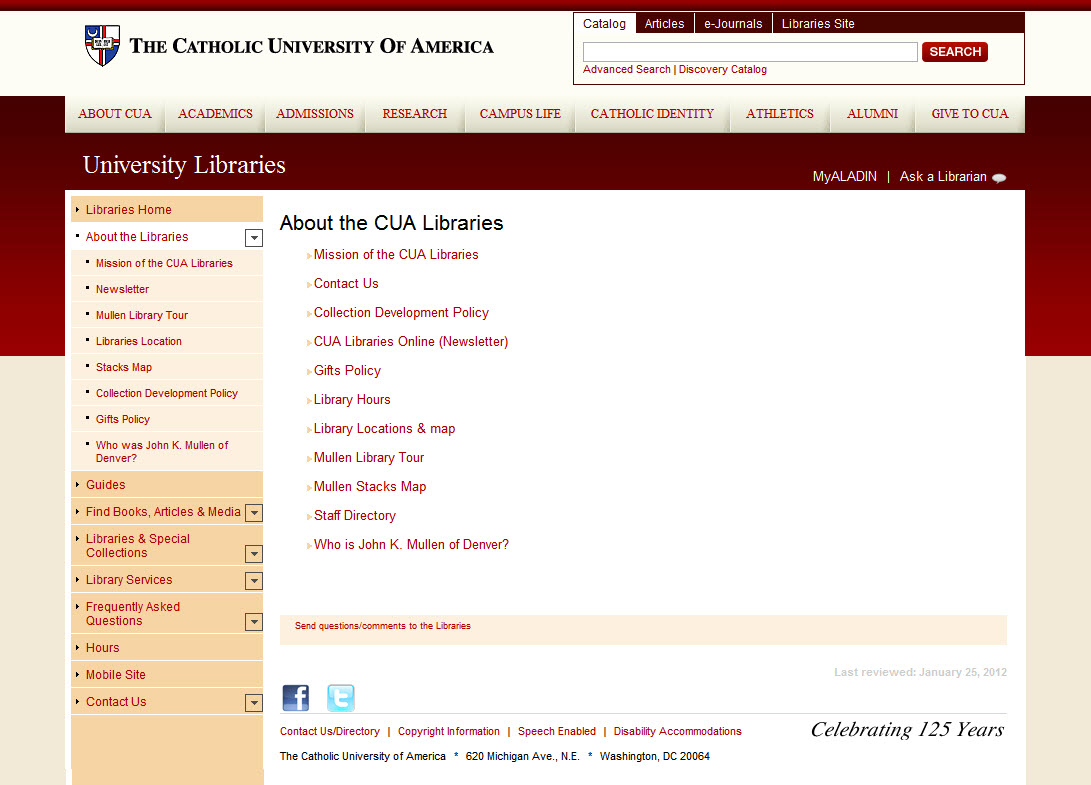 THE CATHOLIC UNIVERSITY OF AMERICA
Catalog Articles e-Journals Libraries Site
SEARCH
Advanced Search | Discovery Catalog
ABOUT CUA ACADEMICS ADMISSIONS RESEARCH CAMPUS LIFE CATHOLIC IDENTITY ATHLETICS ALUMNI GIVE TO CUA
University Libraries
MyALADIN | Ask a Librarian
Libraries Home
About the Libraries
Mission of the CUA Libraries
Newsletter
Mullen Library Tour
Libraries Location
Stacks Map
Collection Development Policy
Gifts Policy
Who was John K. Mullen of
Denver?
Guides
Find Books, Articles & Media
Libraries & Special
Collections
Library Services
Frequently Asked
Questions
Hours
Mobile Site
Contact Us
About the CUA Libraries
Mission of the CUA Libraries
Contact Us
Collection Development Policy
CUA Libraries Online (Newsletter)
Gifts Policy
Library Hours
Library Locations & map
Mullen Library Tour
Mullen Stacks Map
Staff Directory
Who is John K. Mullen of Denver?
Send questions/comments to the Libraries
Last reviewed: January 25, 2012
Contact Us/Directory | Copyright Information | Speech Enabled | Disability Accommodations
Celebrating 125 Years
The Catholic University of America * 620 Michigan Ave., N.E. * Washington, DC 20064